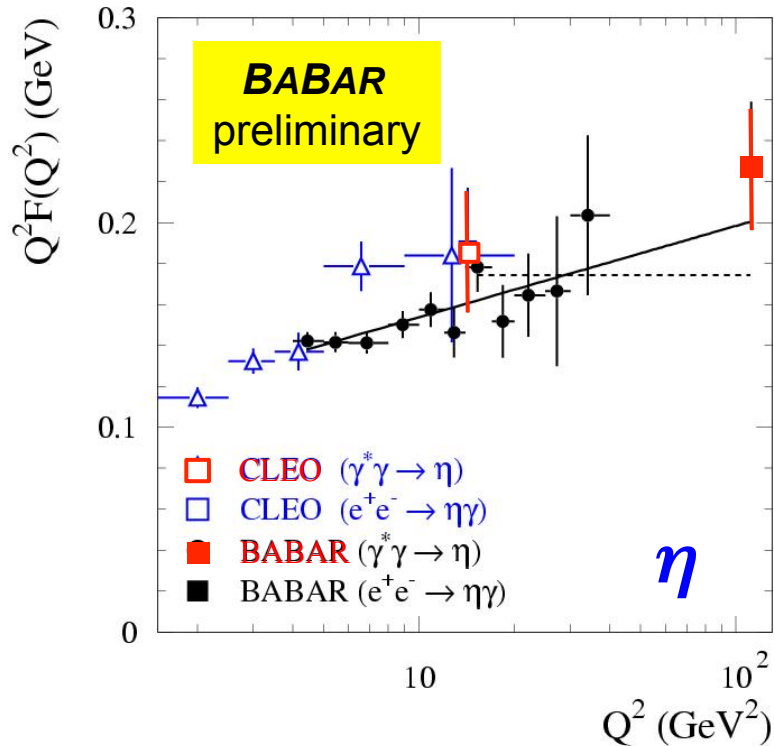 BABAR
preliminary
Q²F(Q²) (GeV)
0.3
0.2
0.1
0
CLEO (γ*γ → η)
CLEO (e⁺e⁻ → ηγ)
BABAR (γ*γ → η)
BABAR (e⁺e⁻ → ηγ)
η
10
10²
Q² (GeV²)